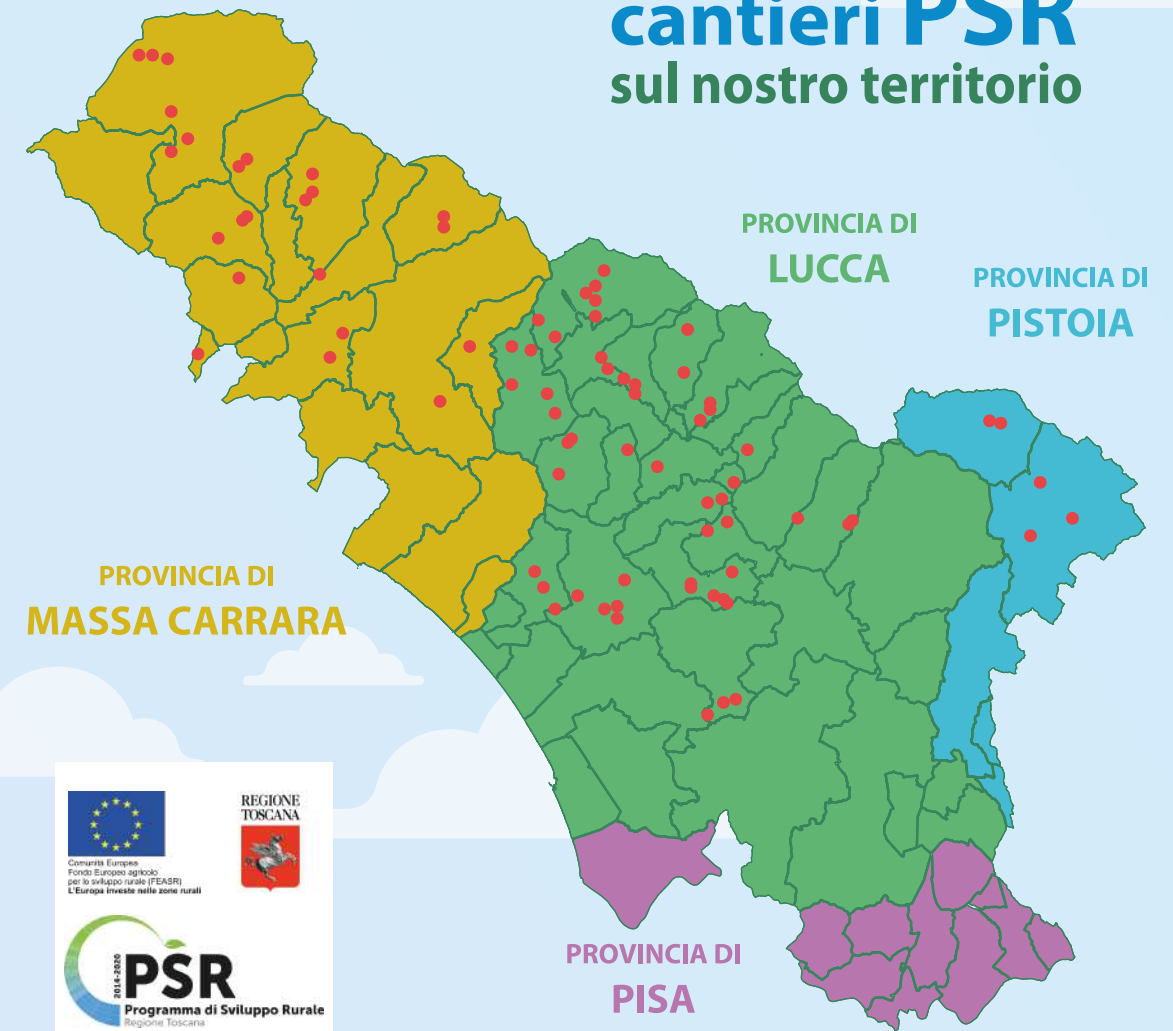 cantieri PSR
sul nostro territorio
PROVINCIA DI
LUCCA
PROVINCIA DI
PISTOIA
PROVINCIA DI
MASSA CARRARA
REGIONE
TOSCANA
Comunità Europea
Fondo Europeo agricolo
per lo sviluppo rurale (FEASR)
L'Europa investe nelle zone rurali
2014-2020
PSR
Programma di Sviluppo Rurale
Regione Toscana
PROVINCIA DI
PISA